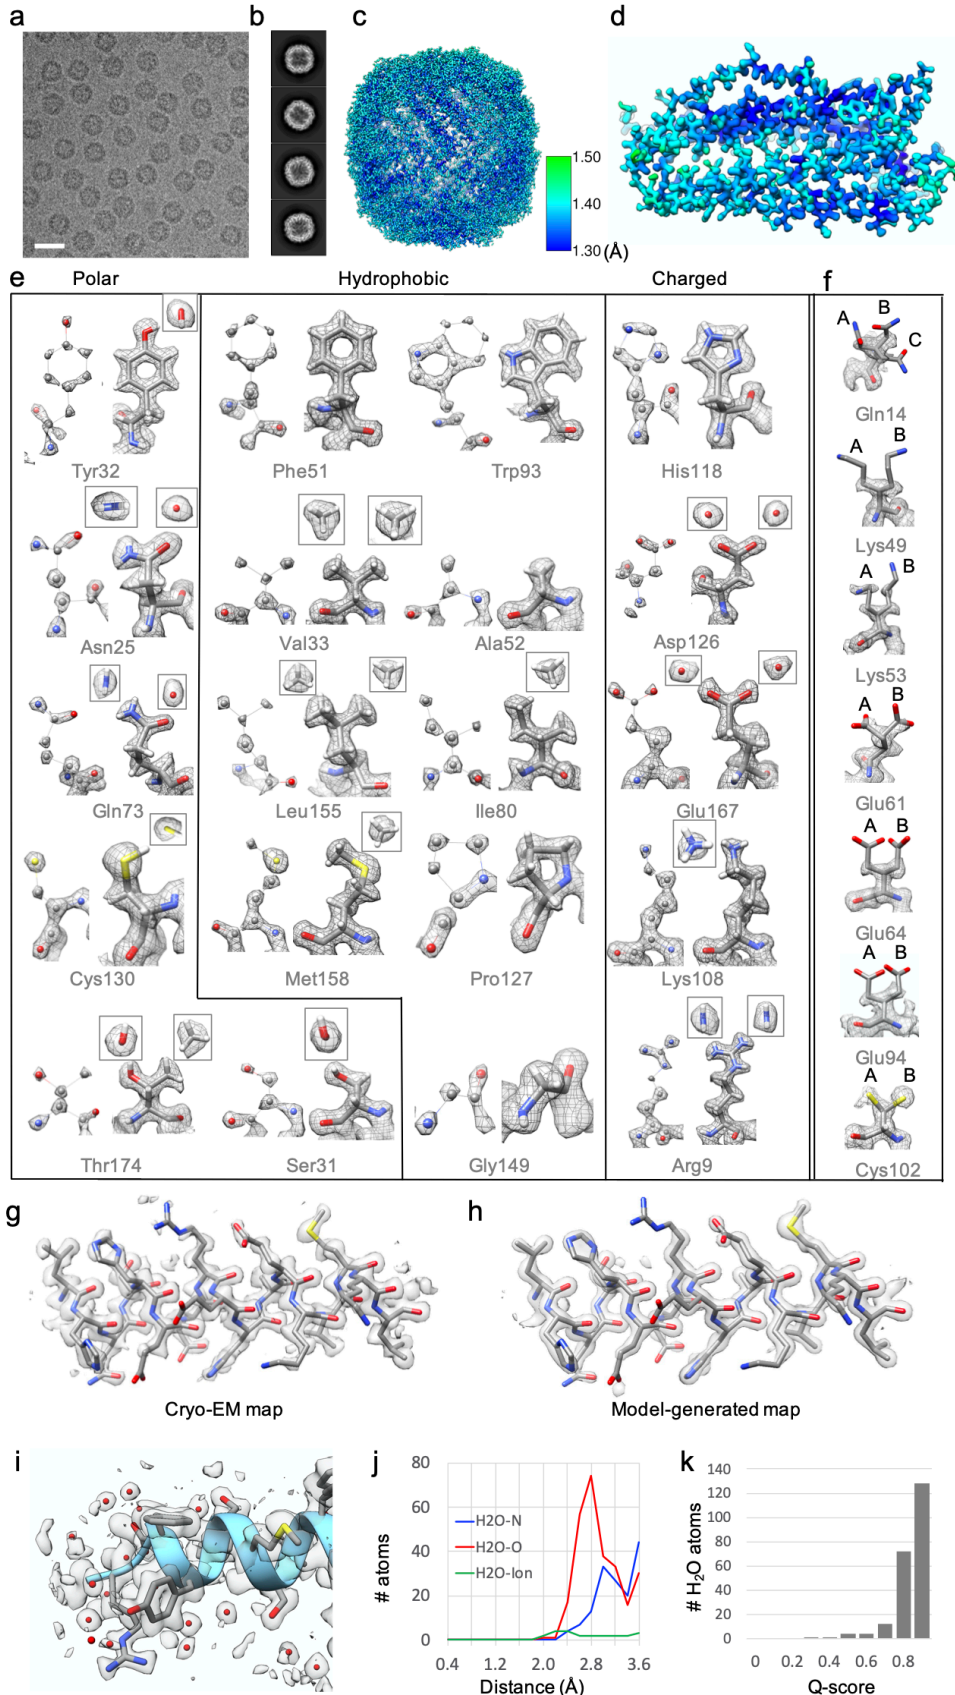 a
b
c
d
1.50
1.40
1.30 (Å)
e
Polar
Hydrophobic
Charged
f
A
B
C
Tyr32
Phe51
Trp93
His118
Gln14
A
B
Lys49
Asn25
Val33
Ala52
Asp126
A
B
Lys53
A
B
Gln73
Leu155
Ile80
Glu167
Glu61
A
B
Glu64
Cys130
Met158
Pro127
Lys108
A
B
Glu94
A
B
Thr174
Ser31
Gly149
Arg9
Cys102
g
h
Cryo-EM map
Model-generated map
i
j
80
60
40
20
0
# atoms
H2O-N
H2O-O
H2O-Ion
0.4 1.2 2.0 2.8 3.6
Distance (Å)
k
140
120
100
80
60
40
20
0
# H₂O atoms
0 0.2 0.4 0.6 0.8
Q-score